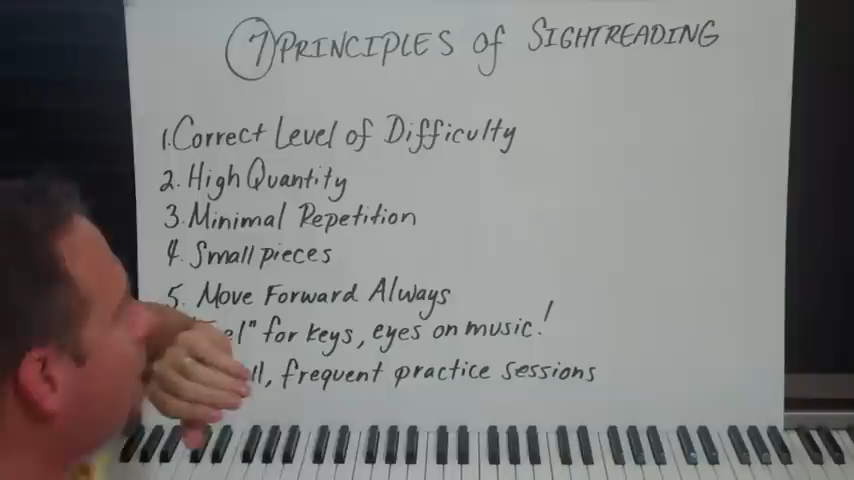 7 PRINCIPLES of SIGHTREADING
1. Correct Level of Difficulty
2. High Quantity
3. Minimal Repetition
4. Small pieces
5. Move Forward Always
for keys, eyes on music!
frequent practice sessions